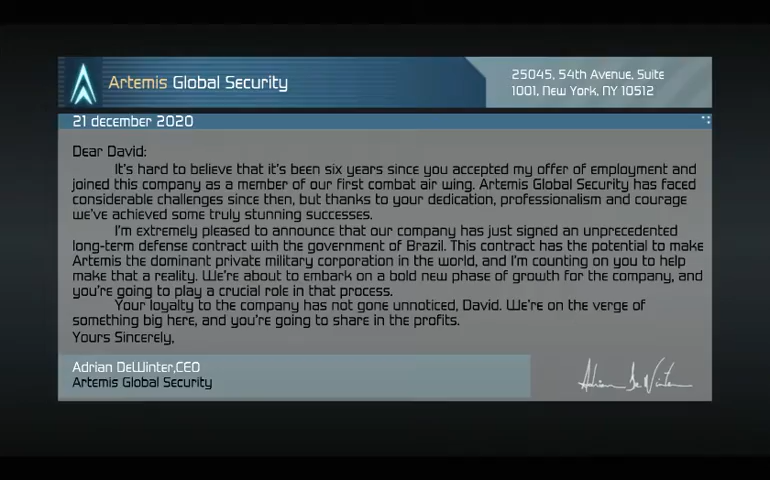 Artemis Global Security
25045, 54th Avenue, Suite
1001, New York, NY 10512
21 december 2020
Dear David:
It's hard to believe that it's been six years since you accepted my offer of employment and
joined this company as a member of our first combat air wing. Artemis Global Security has faced
considerable challenges since then, but thanks to your dedication, professionalism and courage
we've achieved some truly stunning successes.
I'm extremely pleased to announce that our company has just signed an unprecedented
long-term defense contract with the government of Brazil. This contract has the potential to make
Artemis the dominant private military corporation in the world, and I'm counting on you to help
make that a reality. We're about to embark on a bold new phase of growth for the company, and
you're going to play a crucial role in that process.
Your loyalty to the company has not gone unnoticed, David. We're on the verge of
something big here, and you're going to share in the profits.
Yours Sincerely,
Adrian DeWinter,CEO
Artemis Global Security
Adrian De Winter